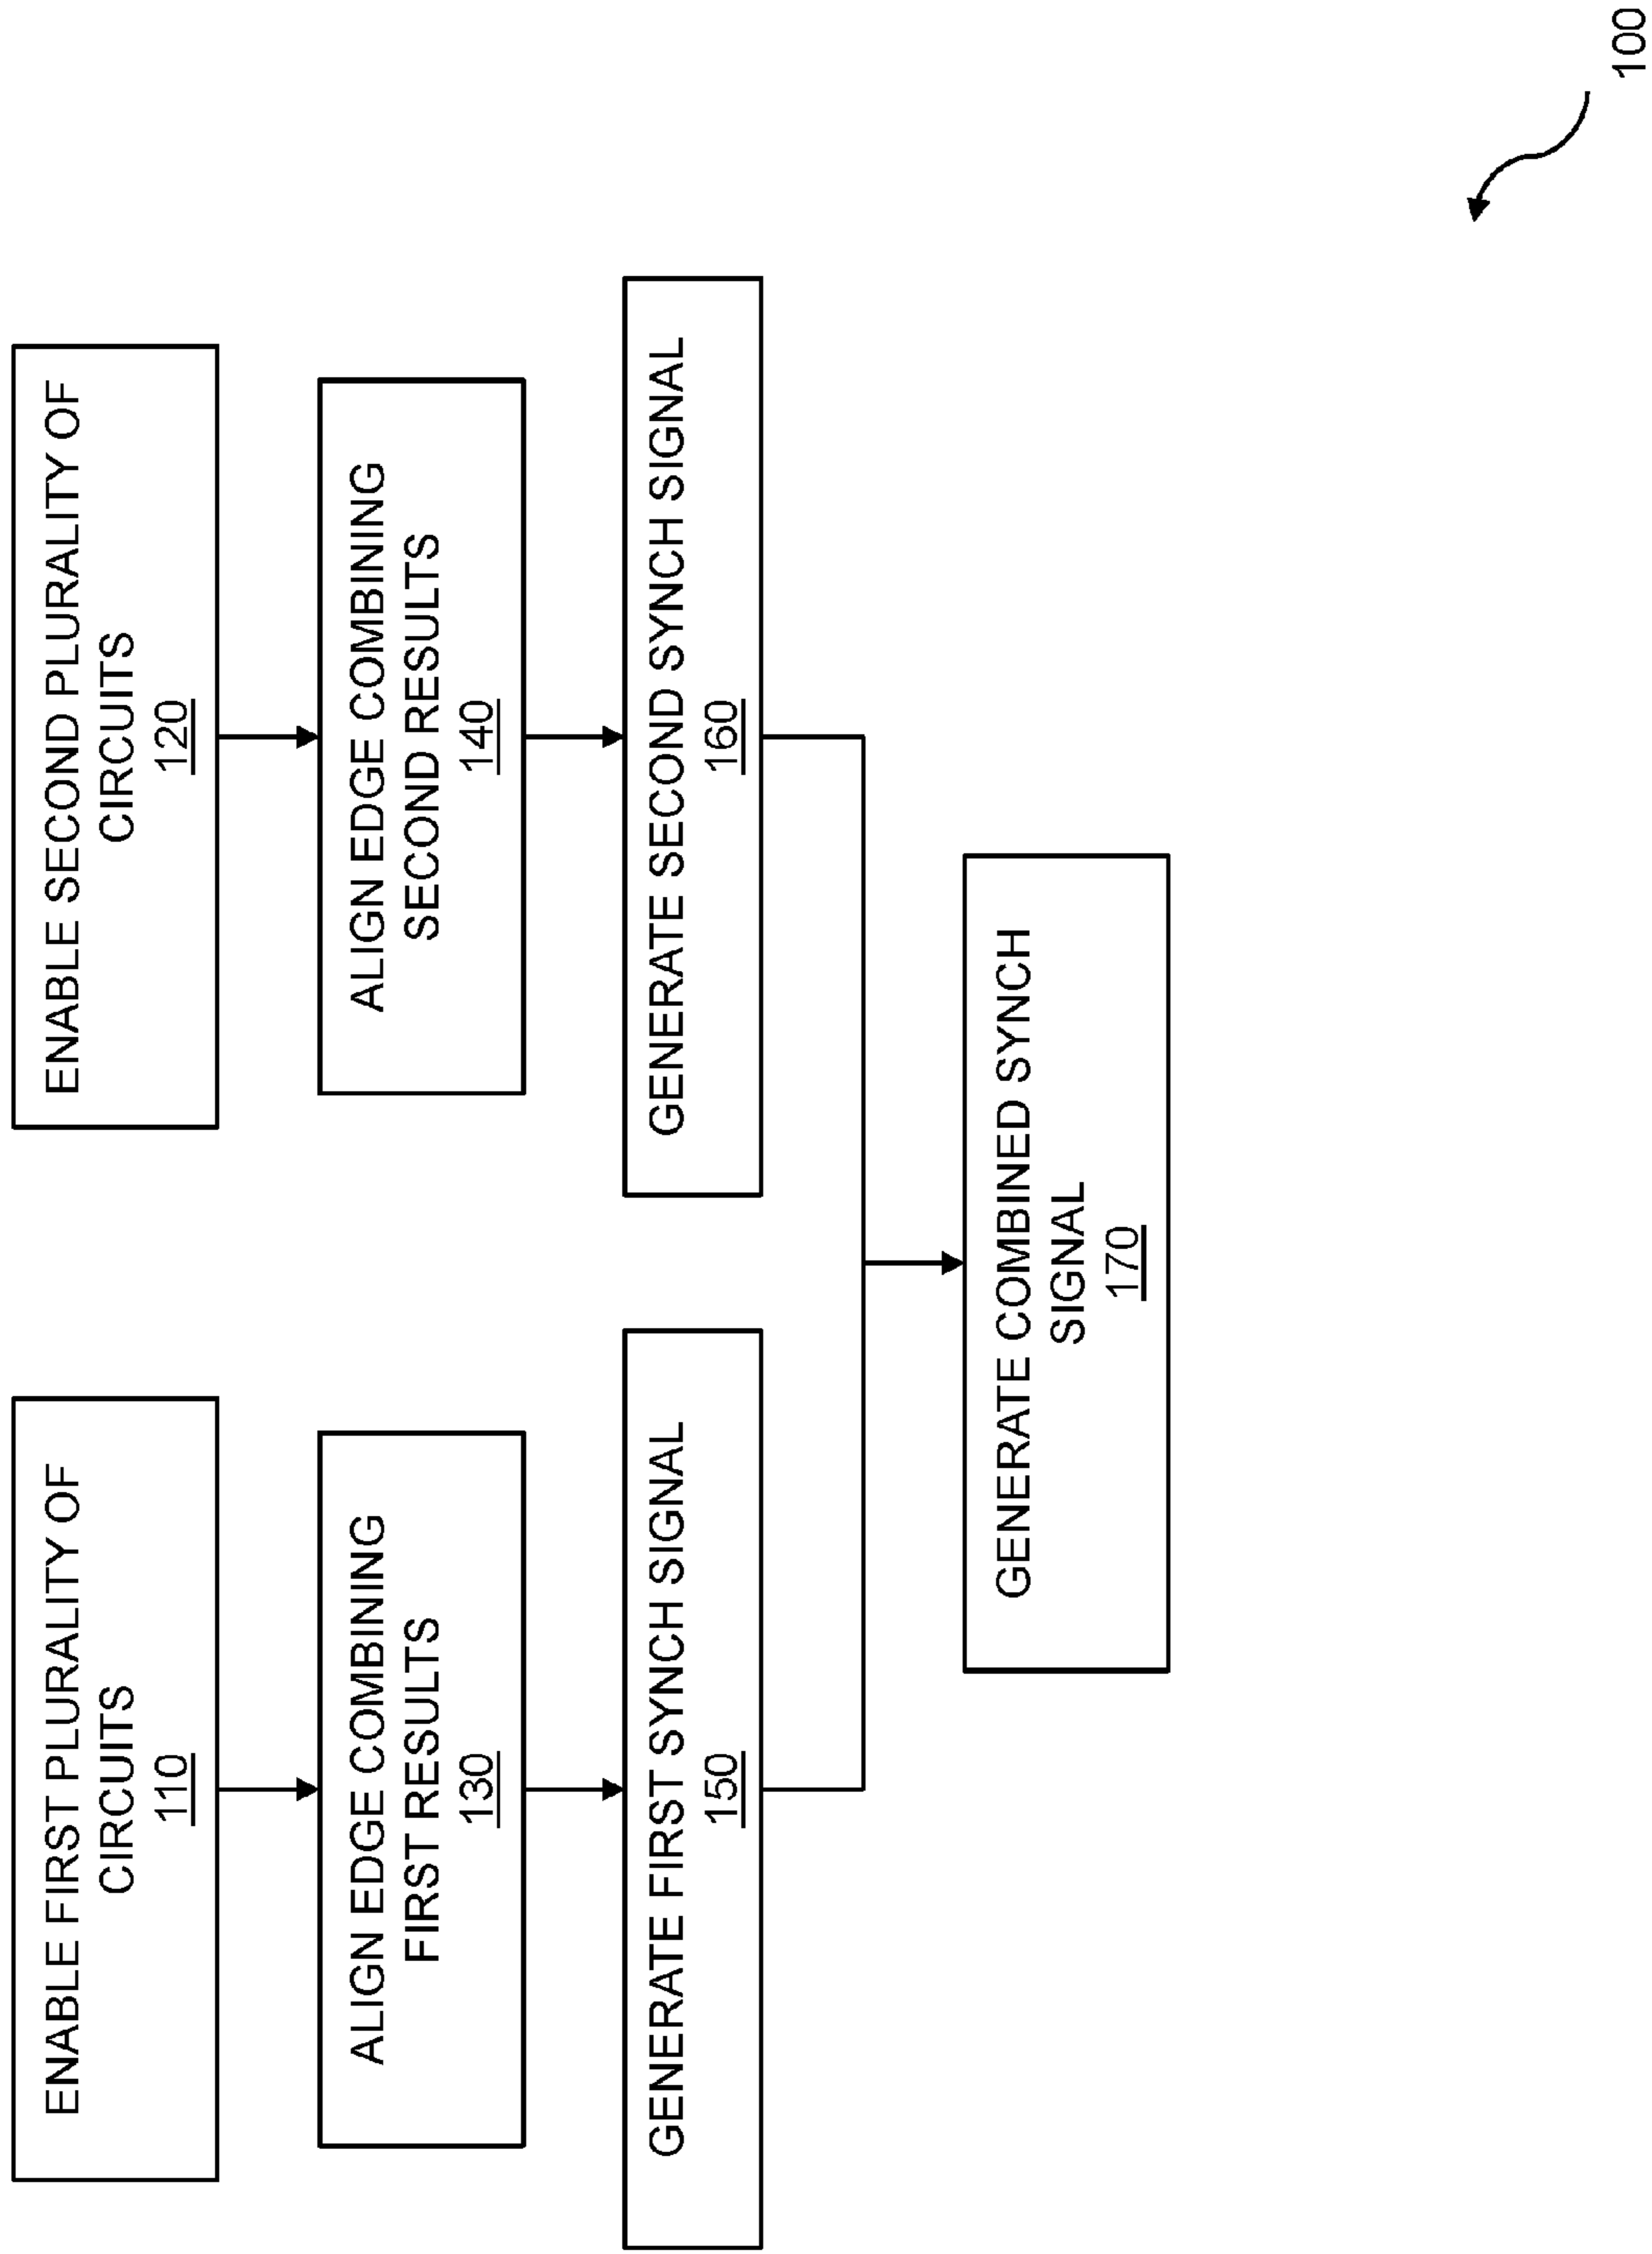 ENABLE FIRST PLURALITY OF
CIRCUITS
110
ENABLE SECOND PLURALITY OF
CIRCUITS
120
ALIGN EDGE COMBINING
FIRST RESULTS
130
ALIGN EDGE COMBINING
SECOND RESULTS
140
GENERATE FIRST SYNCH SIGNAL
150
GENERATE SECOND SYNCH SIGNAL
160
GENERATE COMBINED SYNCH
SIGNAL
170
100